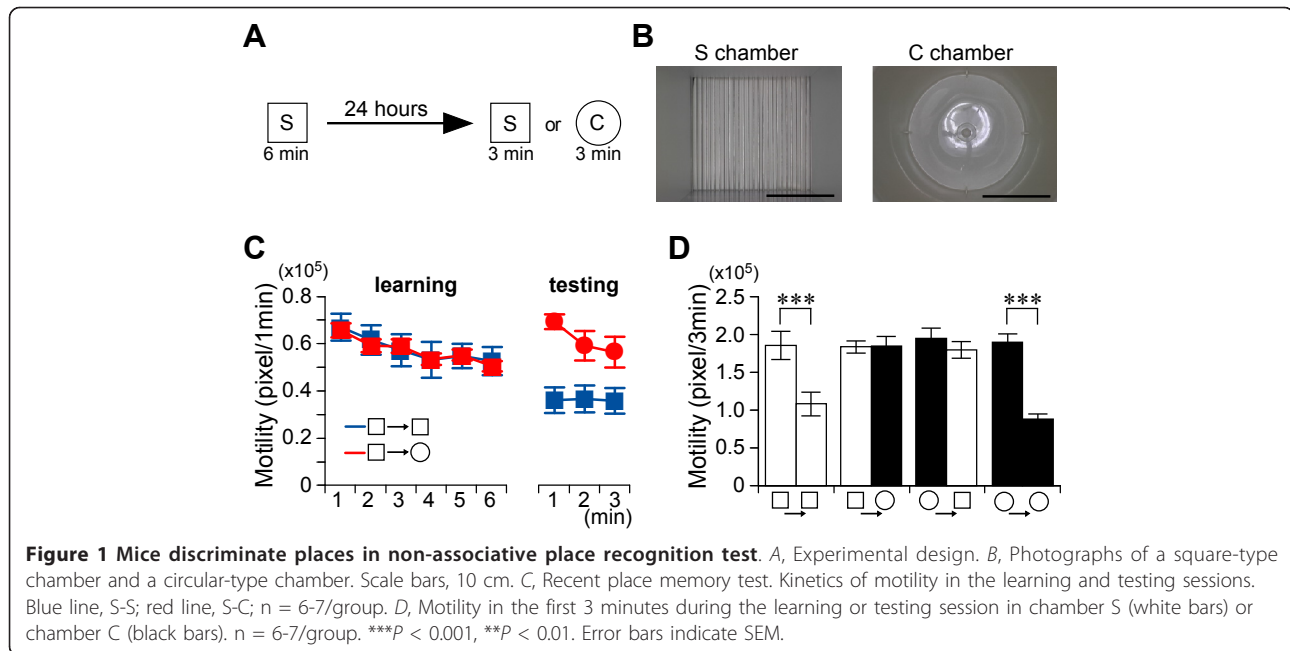 A
S
24 hours
S
or
C
6 min
3 min
3 min
B
S chamber
C chamber
C
(x10⁵)
learning
testing
Motility (pixel/1min)
0.8
0.6
0.4
0.2
0
1 2 3 4 5 6
1 2 3
(min)
D
(x10⁵)
Motility (pixel/3min)
2.5
2.0
1.5
1.0
0.5
0
***
***
Figure 1 Mice discriminate places in non-associative place recognition test. A, Experimental design. B, Photographs of a square-type
chamber and a circular-type chamber. Scale bars, 10 cm. C, Recent place memory test. Kinetics of motility in the learning and testing sessions.
Blue line, S-S; red line, S-C; n = 6-7/group. D, Motility in the first 3 minutes during the learning or testing session in chamber S (white bars) or
chamber C (black bars). n = 6-7/group. ***P < 0.001, **P < 0.01. Error bars indicate SEM.